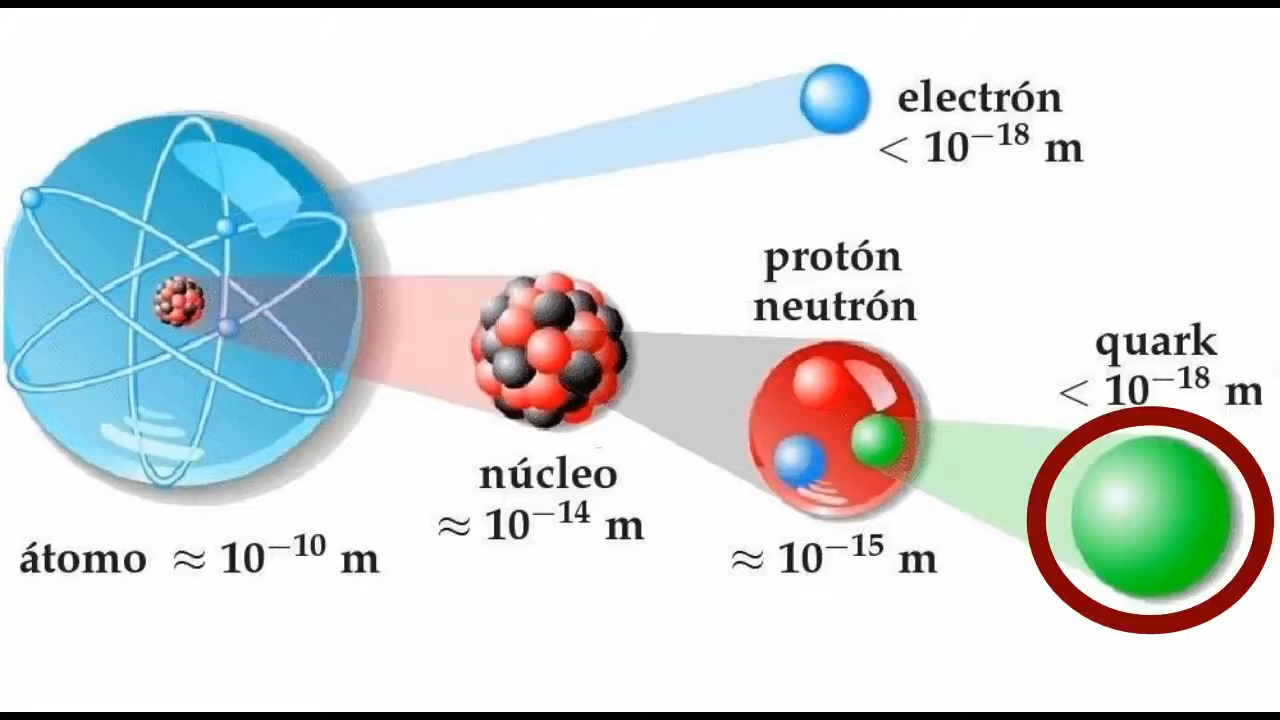 electrón
< 10⁻¹⁸ m
protón
neutrón
quark
< 10⁻¹⁸ m
núcleo
≈ 10⁻¹⁴ m
átomo ≈ 10⁻¹⁰ m
≈ 10⁻¹⁵ m